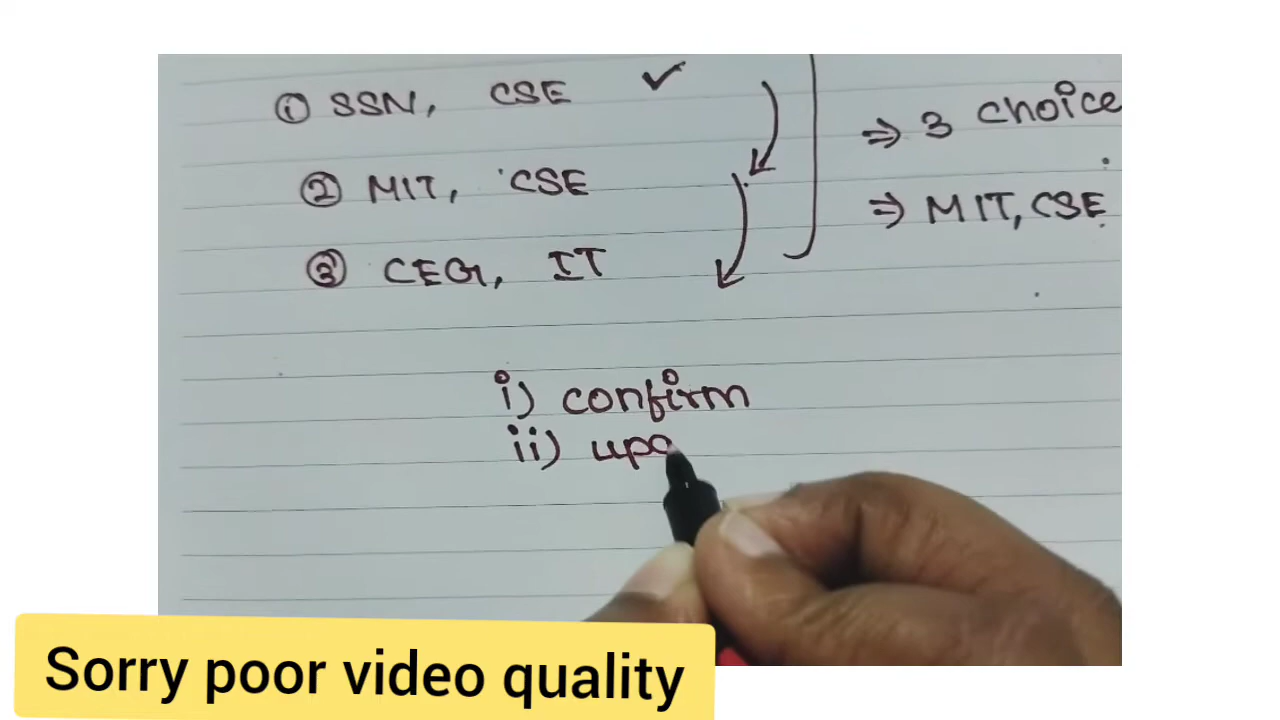 ① SSN, CSE ✓
② MIT, CSE
③ CEG, IT
⇒ 3 choice
⇒ MIT, CSE
i) confirm
ii)
Sorry poor video quality